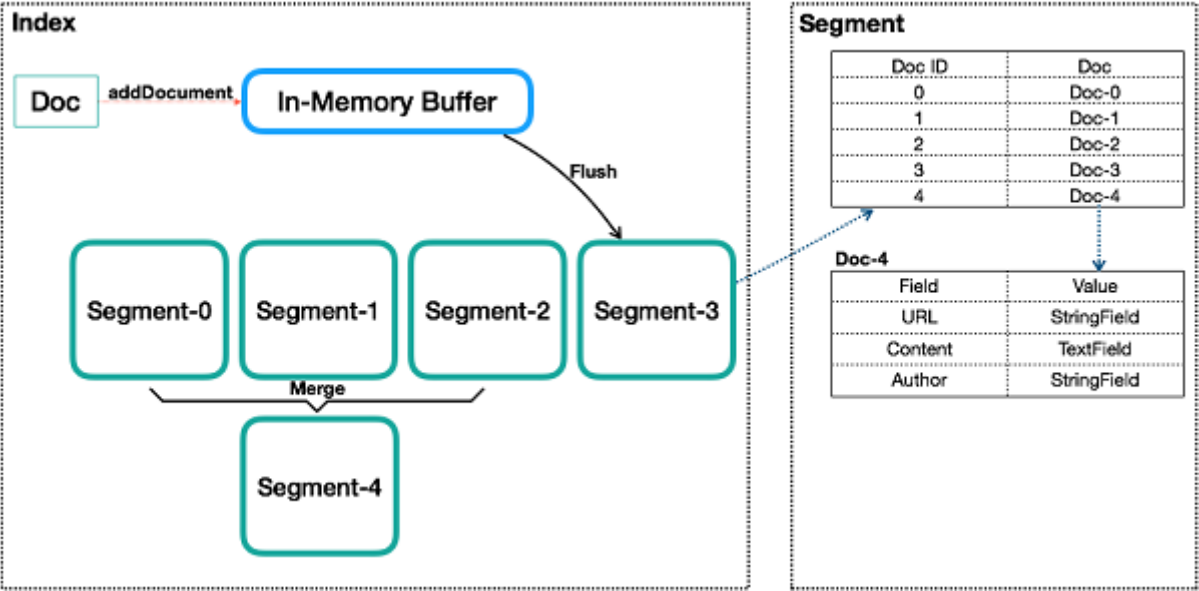 Index
Doc
addDocument
In-Memory Buffer
Flush
Segment-0
Segment-1
Segment-2
Segment-3
Merge
Segment-4
Segment
Doc ID Doc
0 Doc-0
1 Doc-1
2 Doc-2
3 Doc-3
4 Doc-4
Doc-4
Field Value
URL StringField
Content TextField
Author StringField